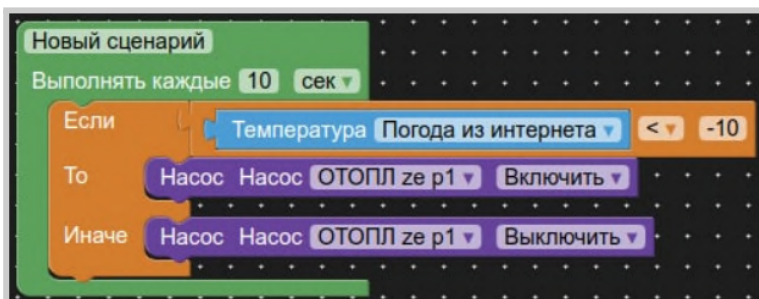 Новый сценарий
Выполнять каждые 10 сек
Если Температура Погода из интернета < -10
То Насос Насос ОТОПЛ ze p1 Включить
Иначе Насос Насос ОТОПЛ ze p1 Выключить